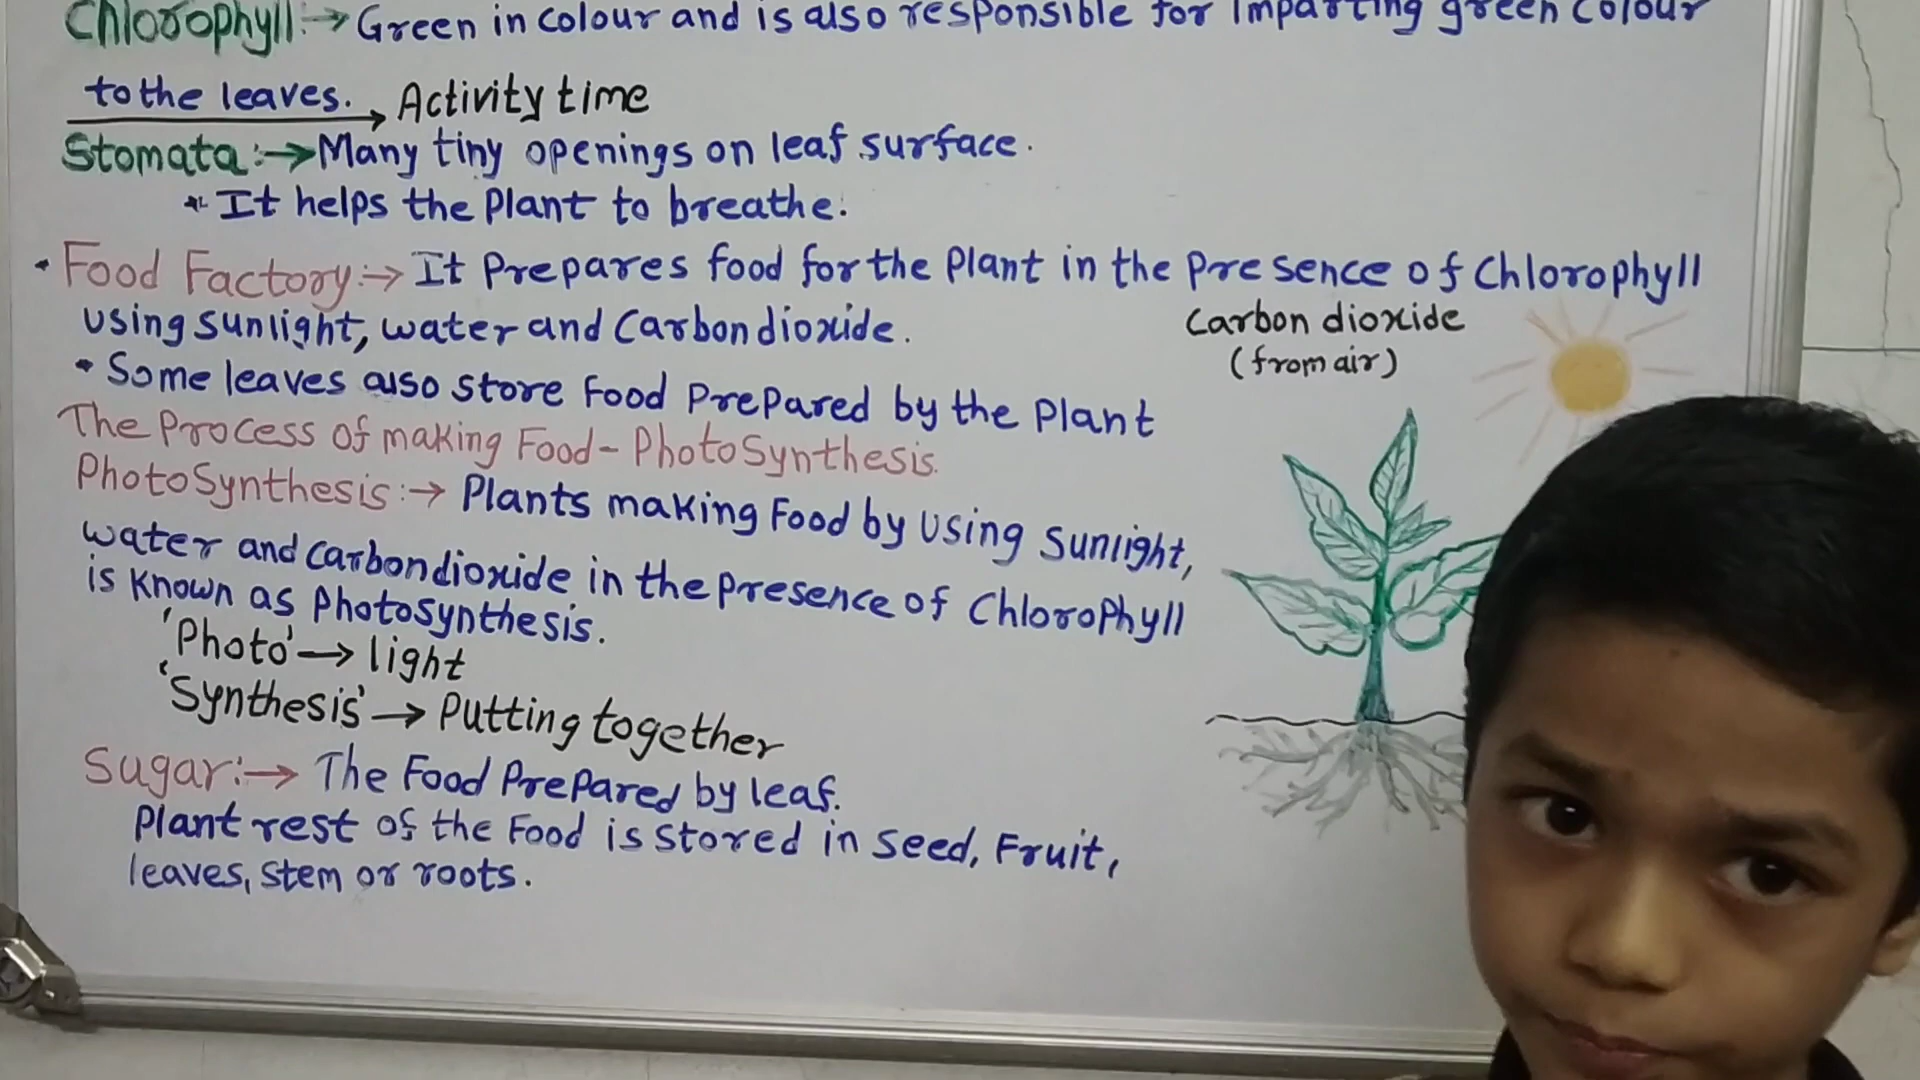 Chlorophyll:→ Green in colour and is also responsible for imparting green colour
to the leaves. → Activity time
Stomata:→ Many tiny openings on leaf surface.
* It helps the Plant to breathe.
• Food Factory:→ It Prepares food for the Plant in the Presence of Chlorophyll
using sunlight, water and Carbondioxide.
Carbon dioxide
(from air)
• Some leaves also store Food Prepared by the Plant
The Process of making Food - PhotoSynthesis.
PhotoSynthesis:→ Plants making Food by Using Sunlight,
water and carbondioxide in the presence of Chlorophyll
is known as Photosynthesis.
'Photo' → light
'Synthesis' → Putting together
Sugar:→ The Food Prepared by leaf.
Plant rest of the Food is Stored in Seed, Fruit,
leaves, stem or roots.